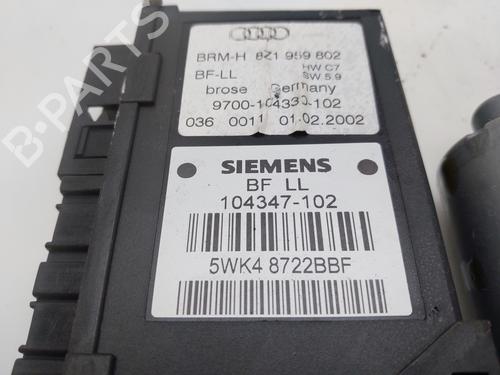 BRM-H 8Z1 959 802
BF-LL HW C7
SW 5.9
brose Germany
9700-104330-102
036 0011 01.02.2002
SIEMENS
BF LL
104347-102
5WK4 8722BBF
B-PARTS